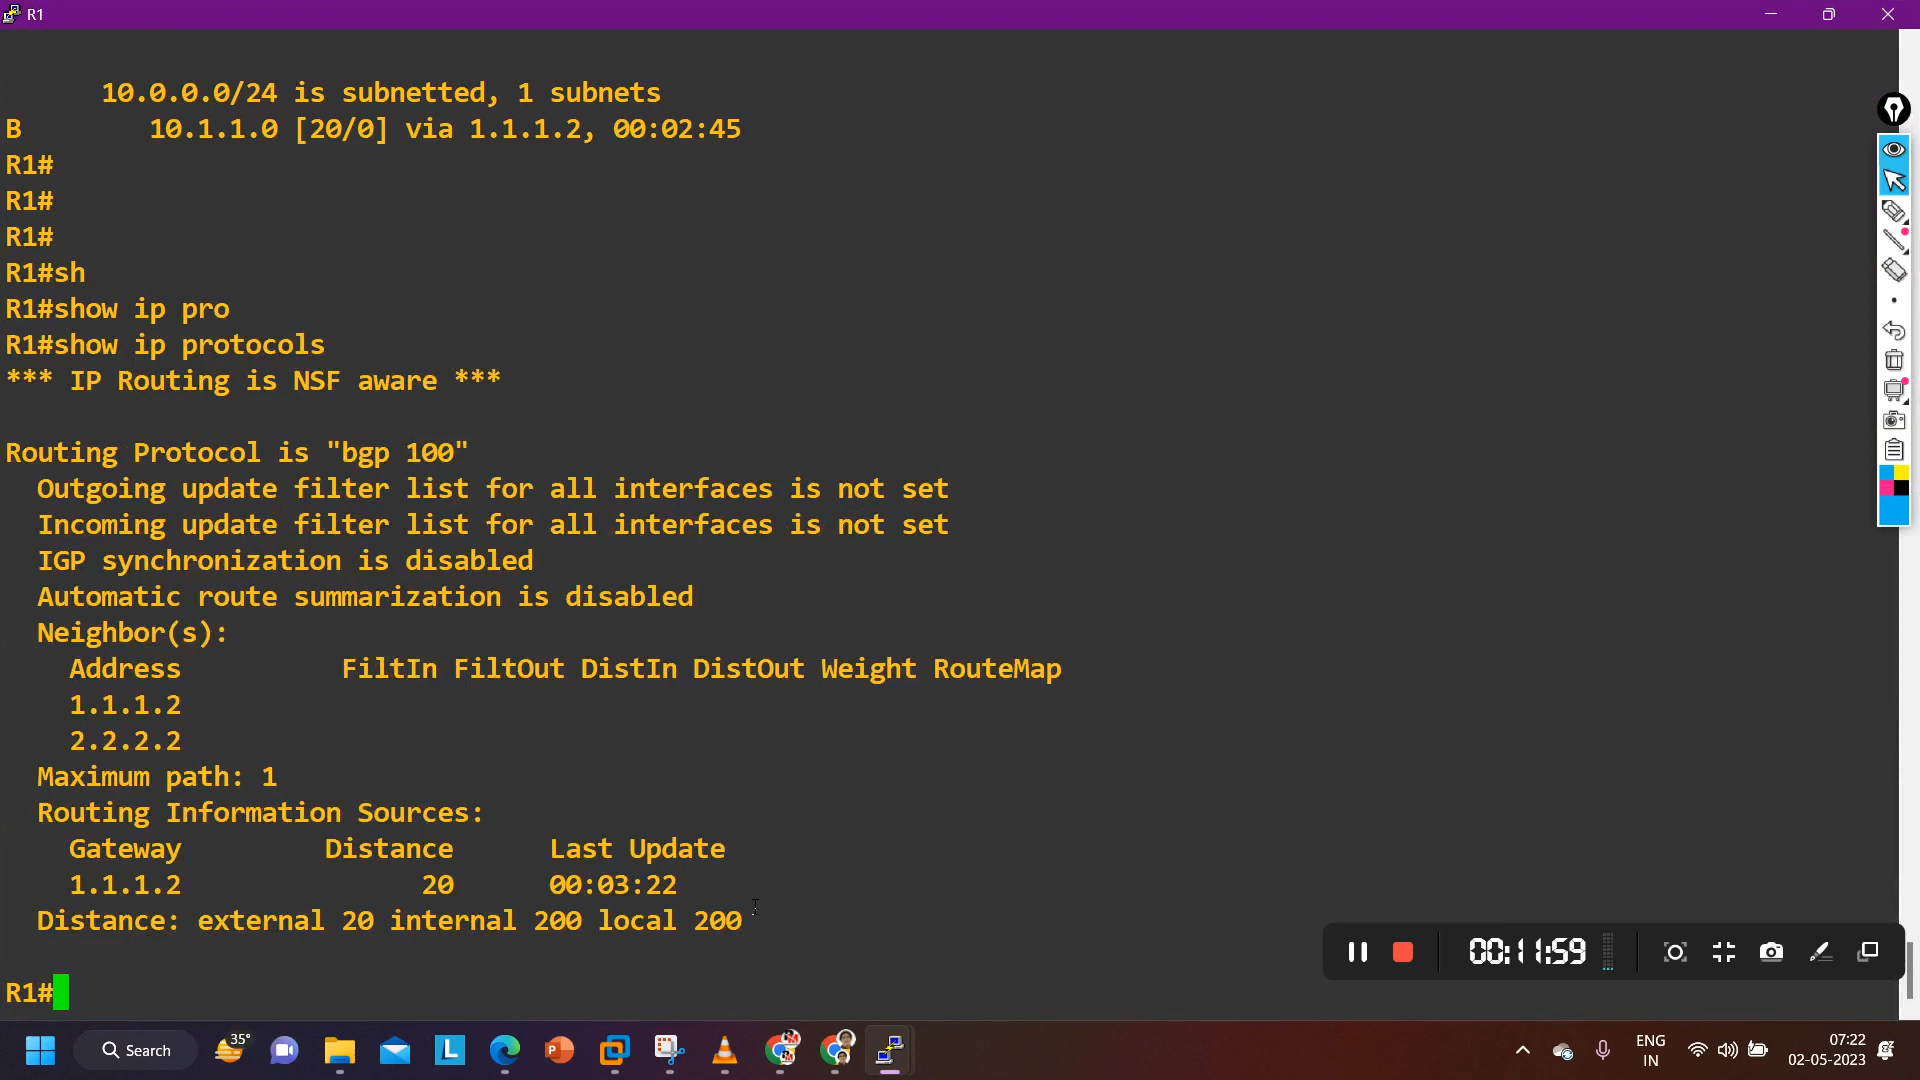 R1
10.0.0.0/24 is subnetted, 1 subnets
B 10.1.1.0 [20/0] via 1.1.1.2, 00:02:45
R1#
R1#
R1#
R1#sh
R1#show ip pro
R1#show ip protocols
*** IP Routing is NSF aware ***
Routing Protocol is "bgp 100"
Outgoing update filter list for all interfaces is not set
Incoming update filter list for all interfaces is not set
IGP synchronization is disabled
Automatic route summarization is disabled
Neighbor(s):
Address FiltIn FiltOut DistIn DistOut Weight RouteMap
1.1.1.2
2.2.2.2
Maximum path: 1
Routing Information Sources:
Gateway Distance Last Update
1.1.1.2 20 00:03:22
Distance: external 20 internal 200 local 200
R1#
00:11:59
Search
35°
L
P
ENG
IN
07:22
02-05-2023